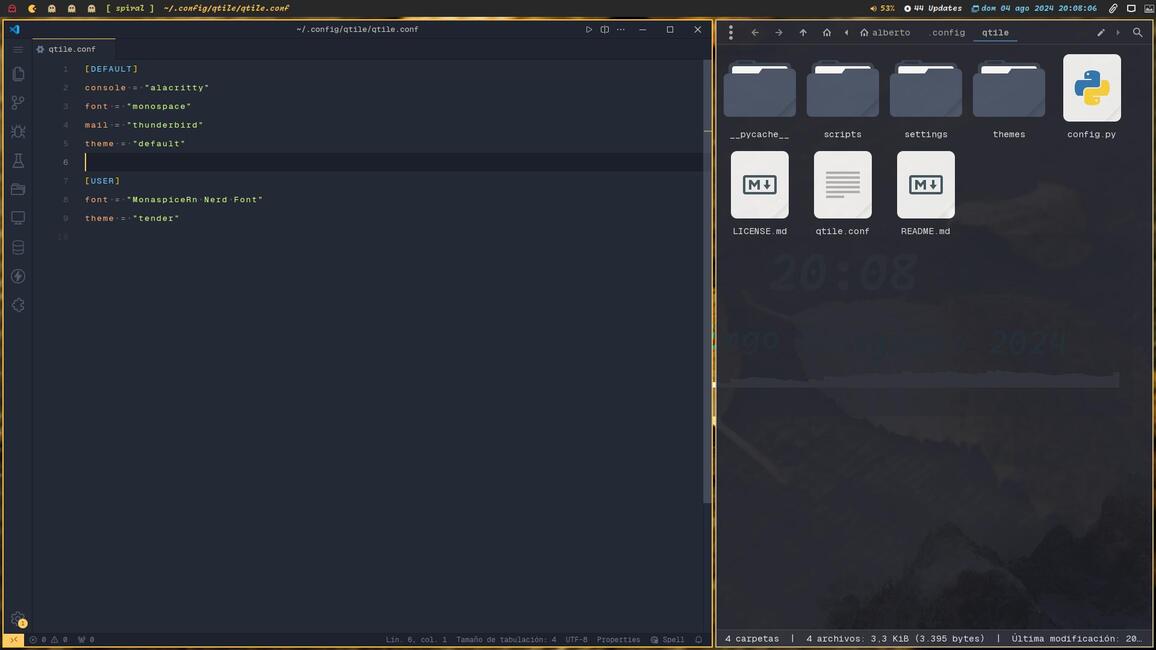 [ spiral ] ~/.config/qtile/qtile.conf
53% 44 Updates dom 04 ago 2024 20:08:06
~/.config/qtile/qtile.conf
qtile.conf
1 [DEFAULT]
2 console = "alacritty"
3 font = "monospace"
4 mail = "thunderbird"
5 theme = "default"
6
7 [USER]
8 font = "MonaspiceRn Nerd Font"
9 theme = "tender"
10
1
0 0 0
Lín. 6, col. 1 Tamaño de tabulación: 4 UTF-8 Properties Spell
alberto .config qtile
__pycache__ scripts settings themes config.py
LICENSE.md qtile.conf README.md
20:08
2024
4 carpetas | 4 archivos: 3,3 KiB (3.395 bytes) | Última modificación: 20…